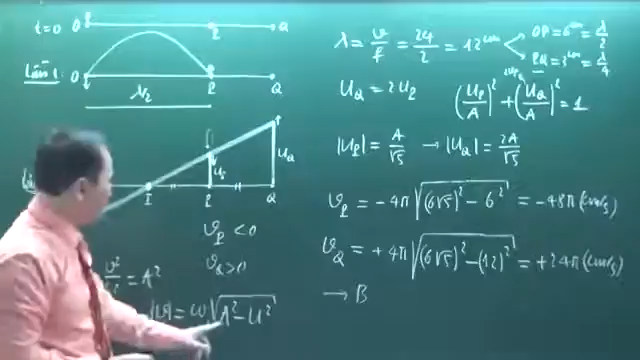 t=0 O P Q
Lần 1: O P Q
λ/2
u_P u_Q
I P Q
v_P < 0
v_Q > 0
= A²
|v| = ω√(A² − u²)
λ = v/f = 24/2 = 12 cm
OP = 6 cm = λ/2
PQ = 3 cm = λ/4
u_Q = 2u_P
(u_P/A)² + (u_Q/A)² = 1
|u_P| = A/√5 → |u_Q| = 2A/√5
v_P = −4π√((6√5)² − 6²) = −48π (cm/s)
v_Q = +4π√((6√5)² − (12)²) = +24π (cm/s)
→ B